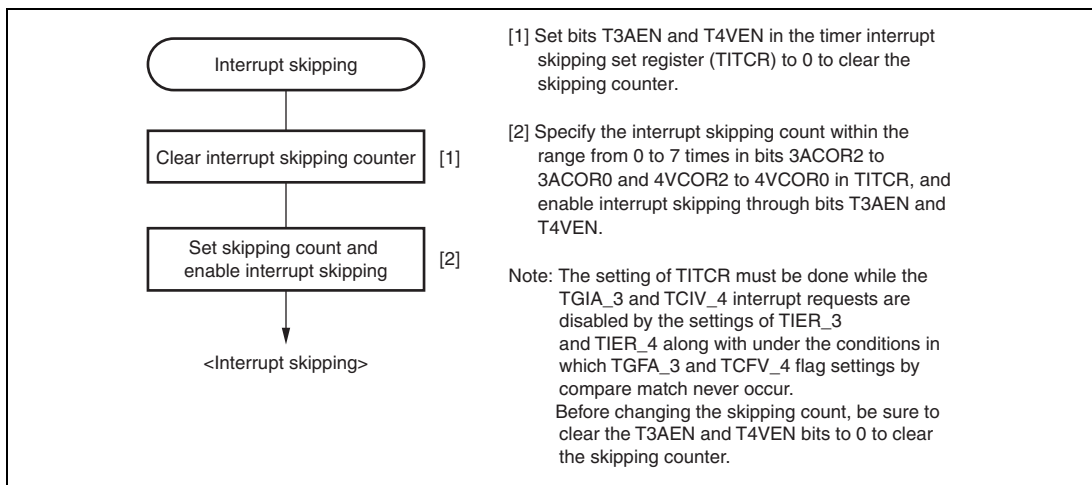 Interrupt skipping
Clear interrupt skipping counter
[1]
Set skipping count and
enable interrupt skipping
[2]
<Interrupt skipping>
[1] Set bits T3AEN and T4VEN in the timer interrupt
skipping set register (TITCR) to 0 to clear the
skipping counter.
[2] Specify the interrupt skipping count within the
range from 0 to 7 times in bits 3ACOR2 to
3ACOR0 and 4VCOR2 to 4VCOR0 in TITCR, and
enable interrupt skipping through bits T3AEN and
T4VEN.
Note: The setting of TITCR must be done while the
TGIA_3 and TCIV_4 interrupt requests are
disabled by the settings of TIER_3
and TIER_4 along with under the conditions in
which TGFA_3 and TCFV_4 flag settings by
compare match never occur.
Before changing the skipping count, be sure to
clear the T3AEN and T4VEN bits to 0 to clear
the skipping counter.